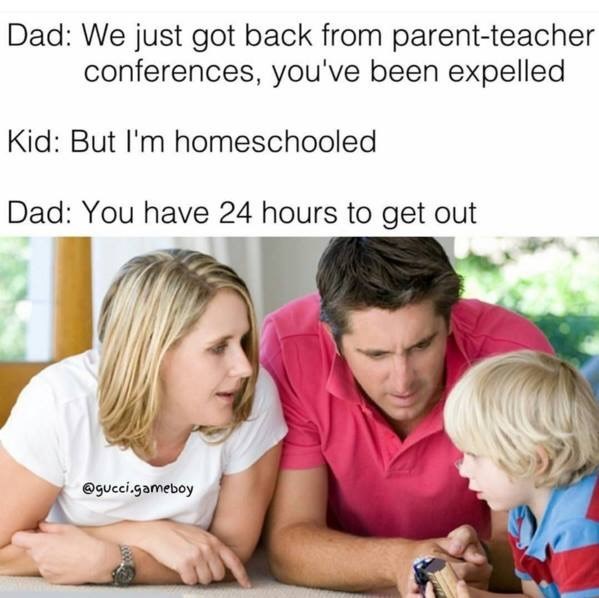 Dad: We just got back from parent-teacher
conferences, you've been expelled
Kid: But I'm homeschooled
Dad: You have 24 hours to get out
@gucci.gameboy